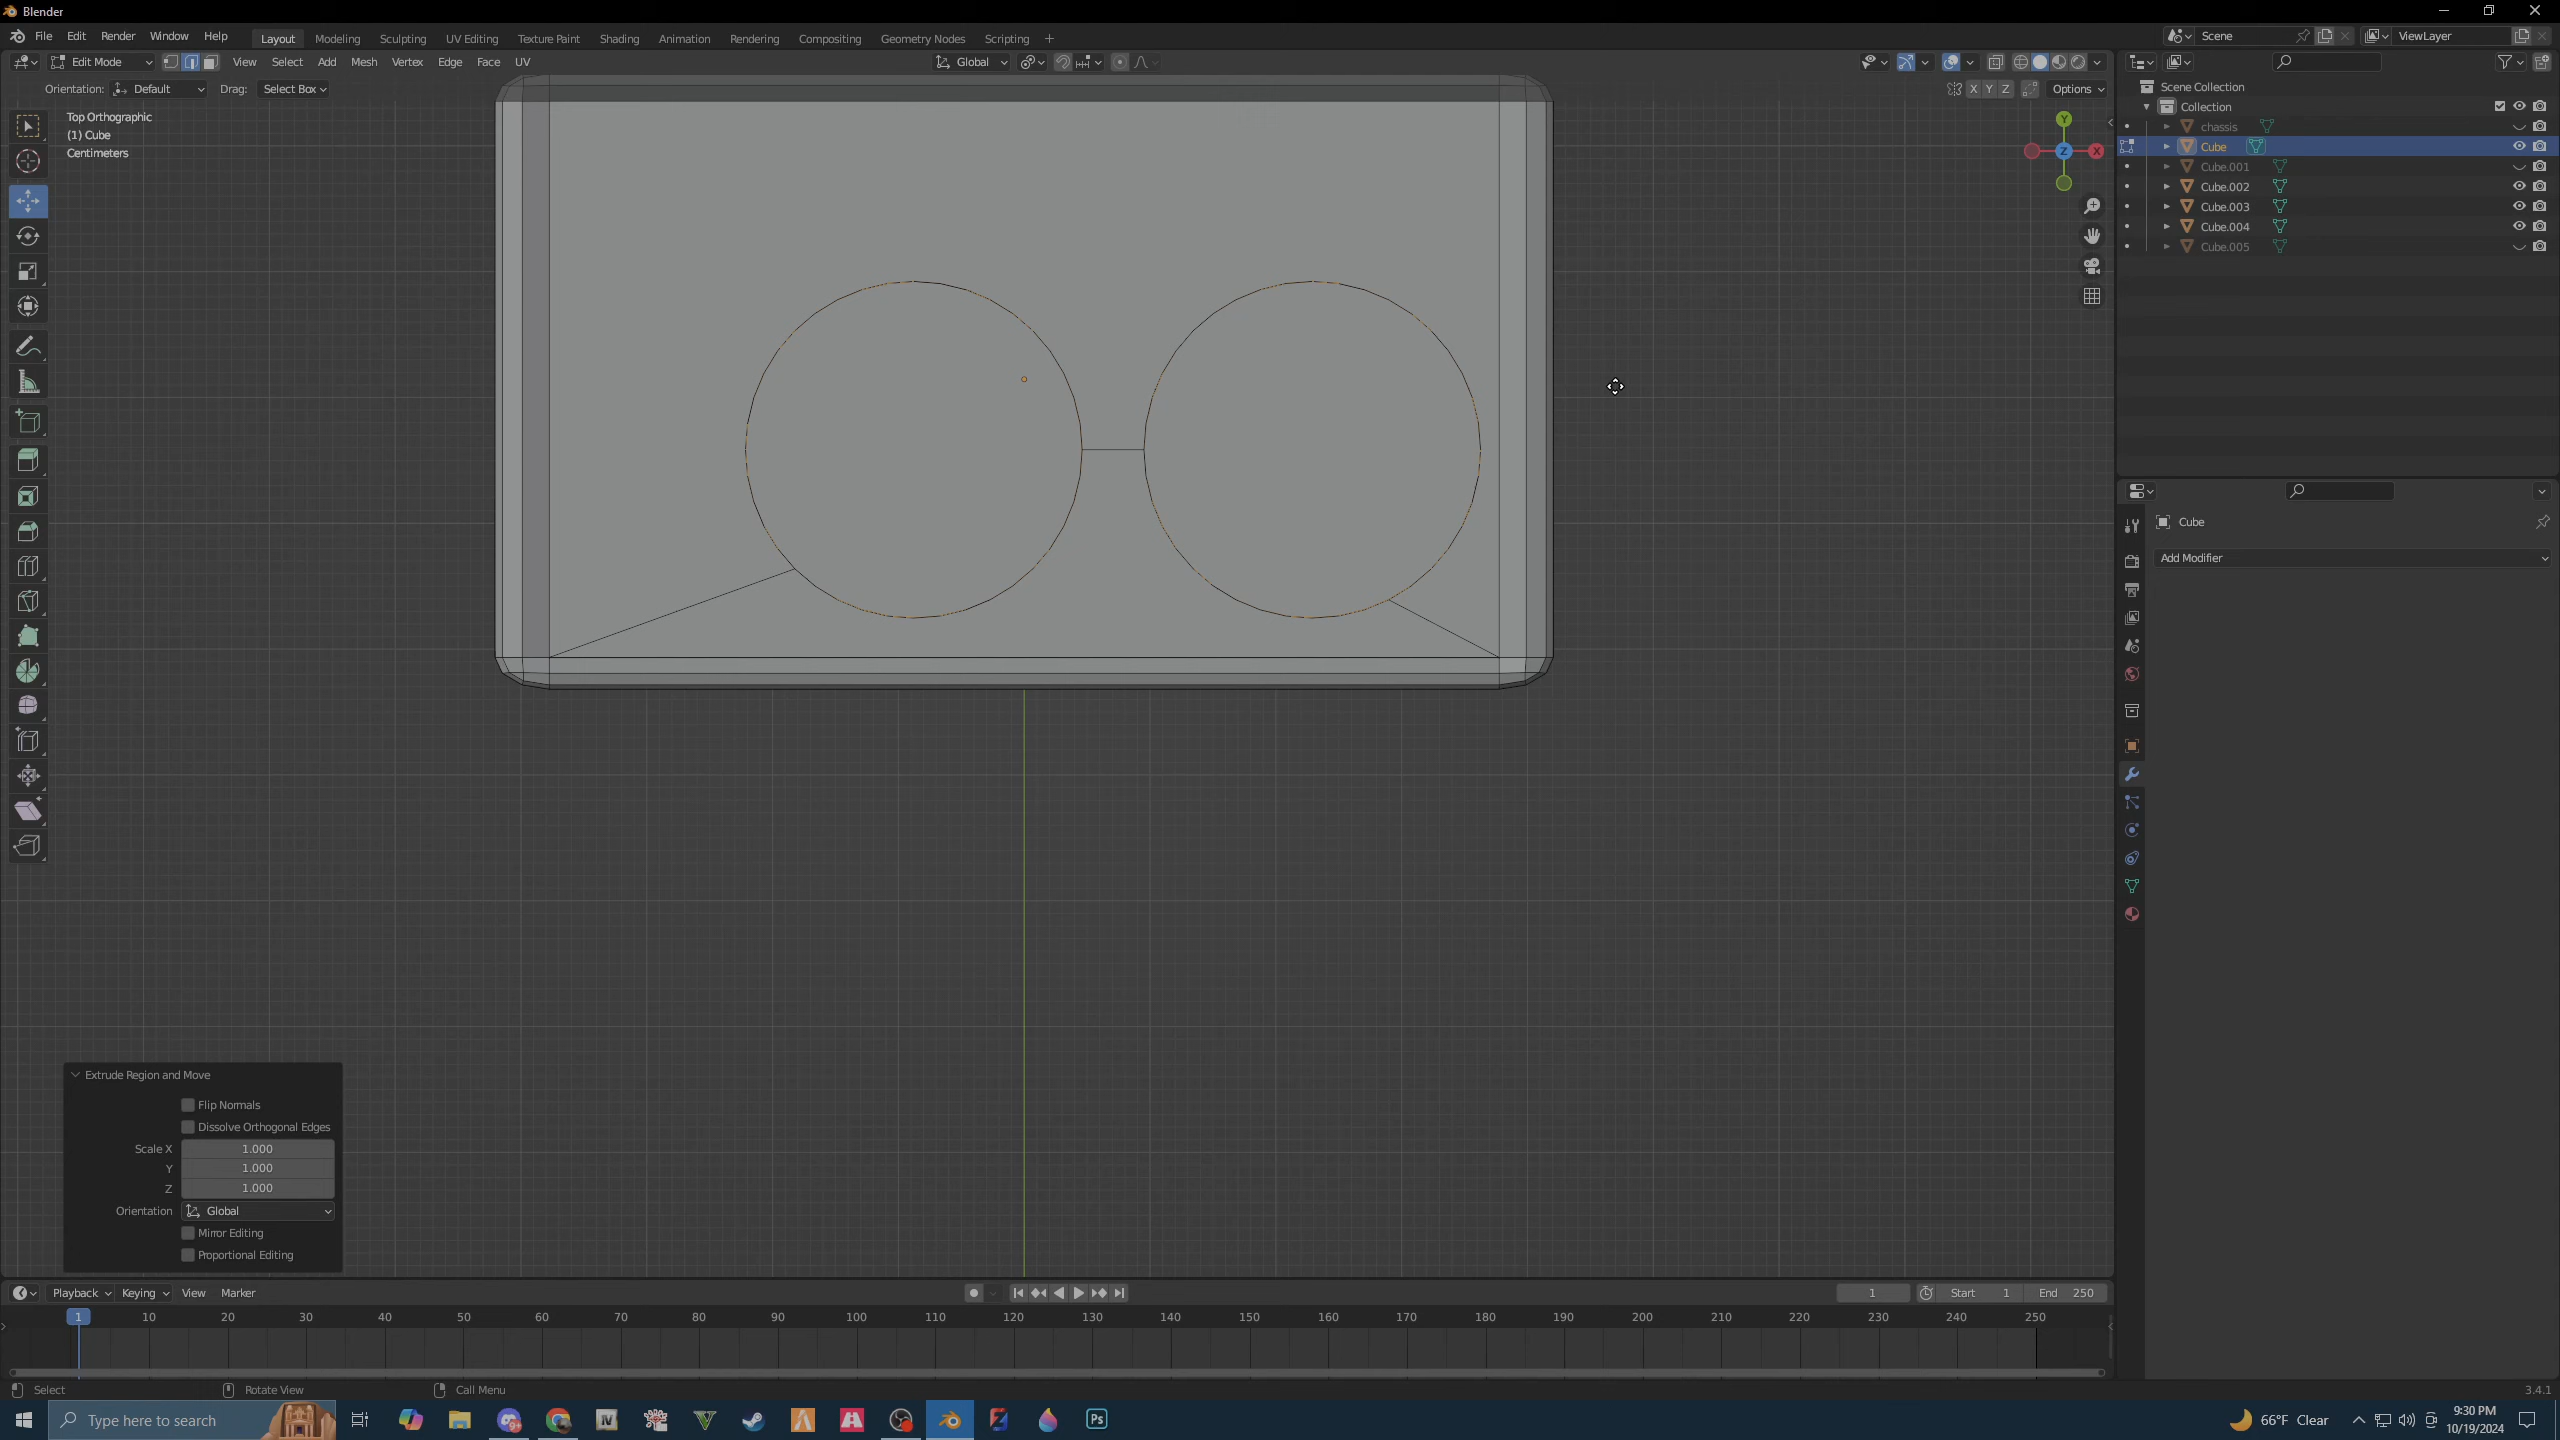 Blender
File Edit Render Window Help Layout Modeling Sculpting UV Editing Texture Paint Shading Animation Rendering Compositing Geometry Nodes Scripting + Scene ViewLayer
Edit Mode View Select Add Mesh Vertex Edge Face UV Global
Orientation: Default Drag: Select Box X Y Z Options
Top Orthographic
(1) Cube
Centimeters
Y
Z X
Scene Collection
Collection
chassis
Cube
Cube.001
Cube.002
Cube.003
Cube.004
Cube.005
Cube
Add Modifier
Extrude Region and Move
Flip Normals
Dissolve Orthogonal Edges
Scale X 1.000
Y 1.000
Z 1.000
Orientation Global
Mirror Editing
Proportional Editing
Playback Keying View Marker 1 Start 1 End 250
1 10 20 30 40 50 60 70 80 90 100 110 120 130 140 150 160 170 180 190 200 210 220 230 240 250
Select Rotate View Call Menu 3.4.1
Type here to search Ps 66°F Clear 9:30 PM
10/19/2024